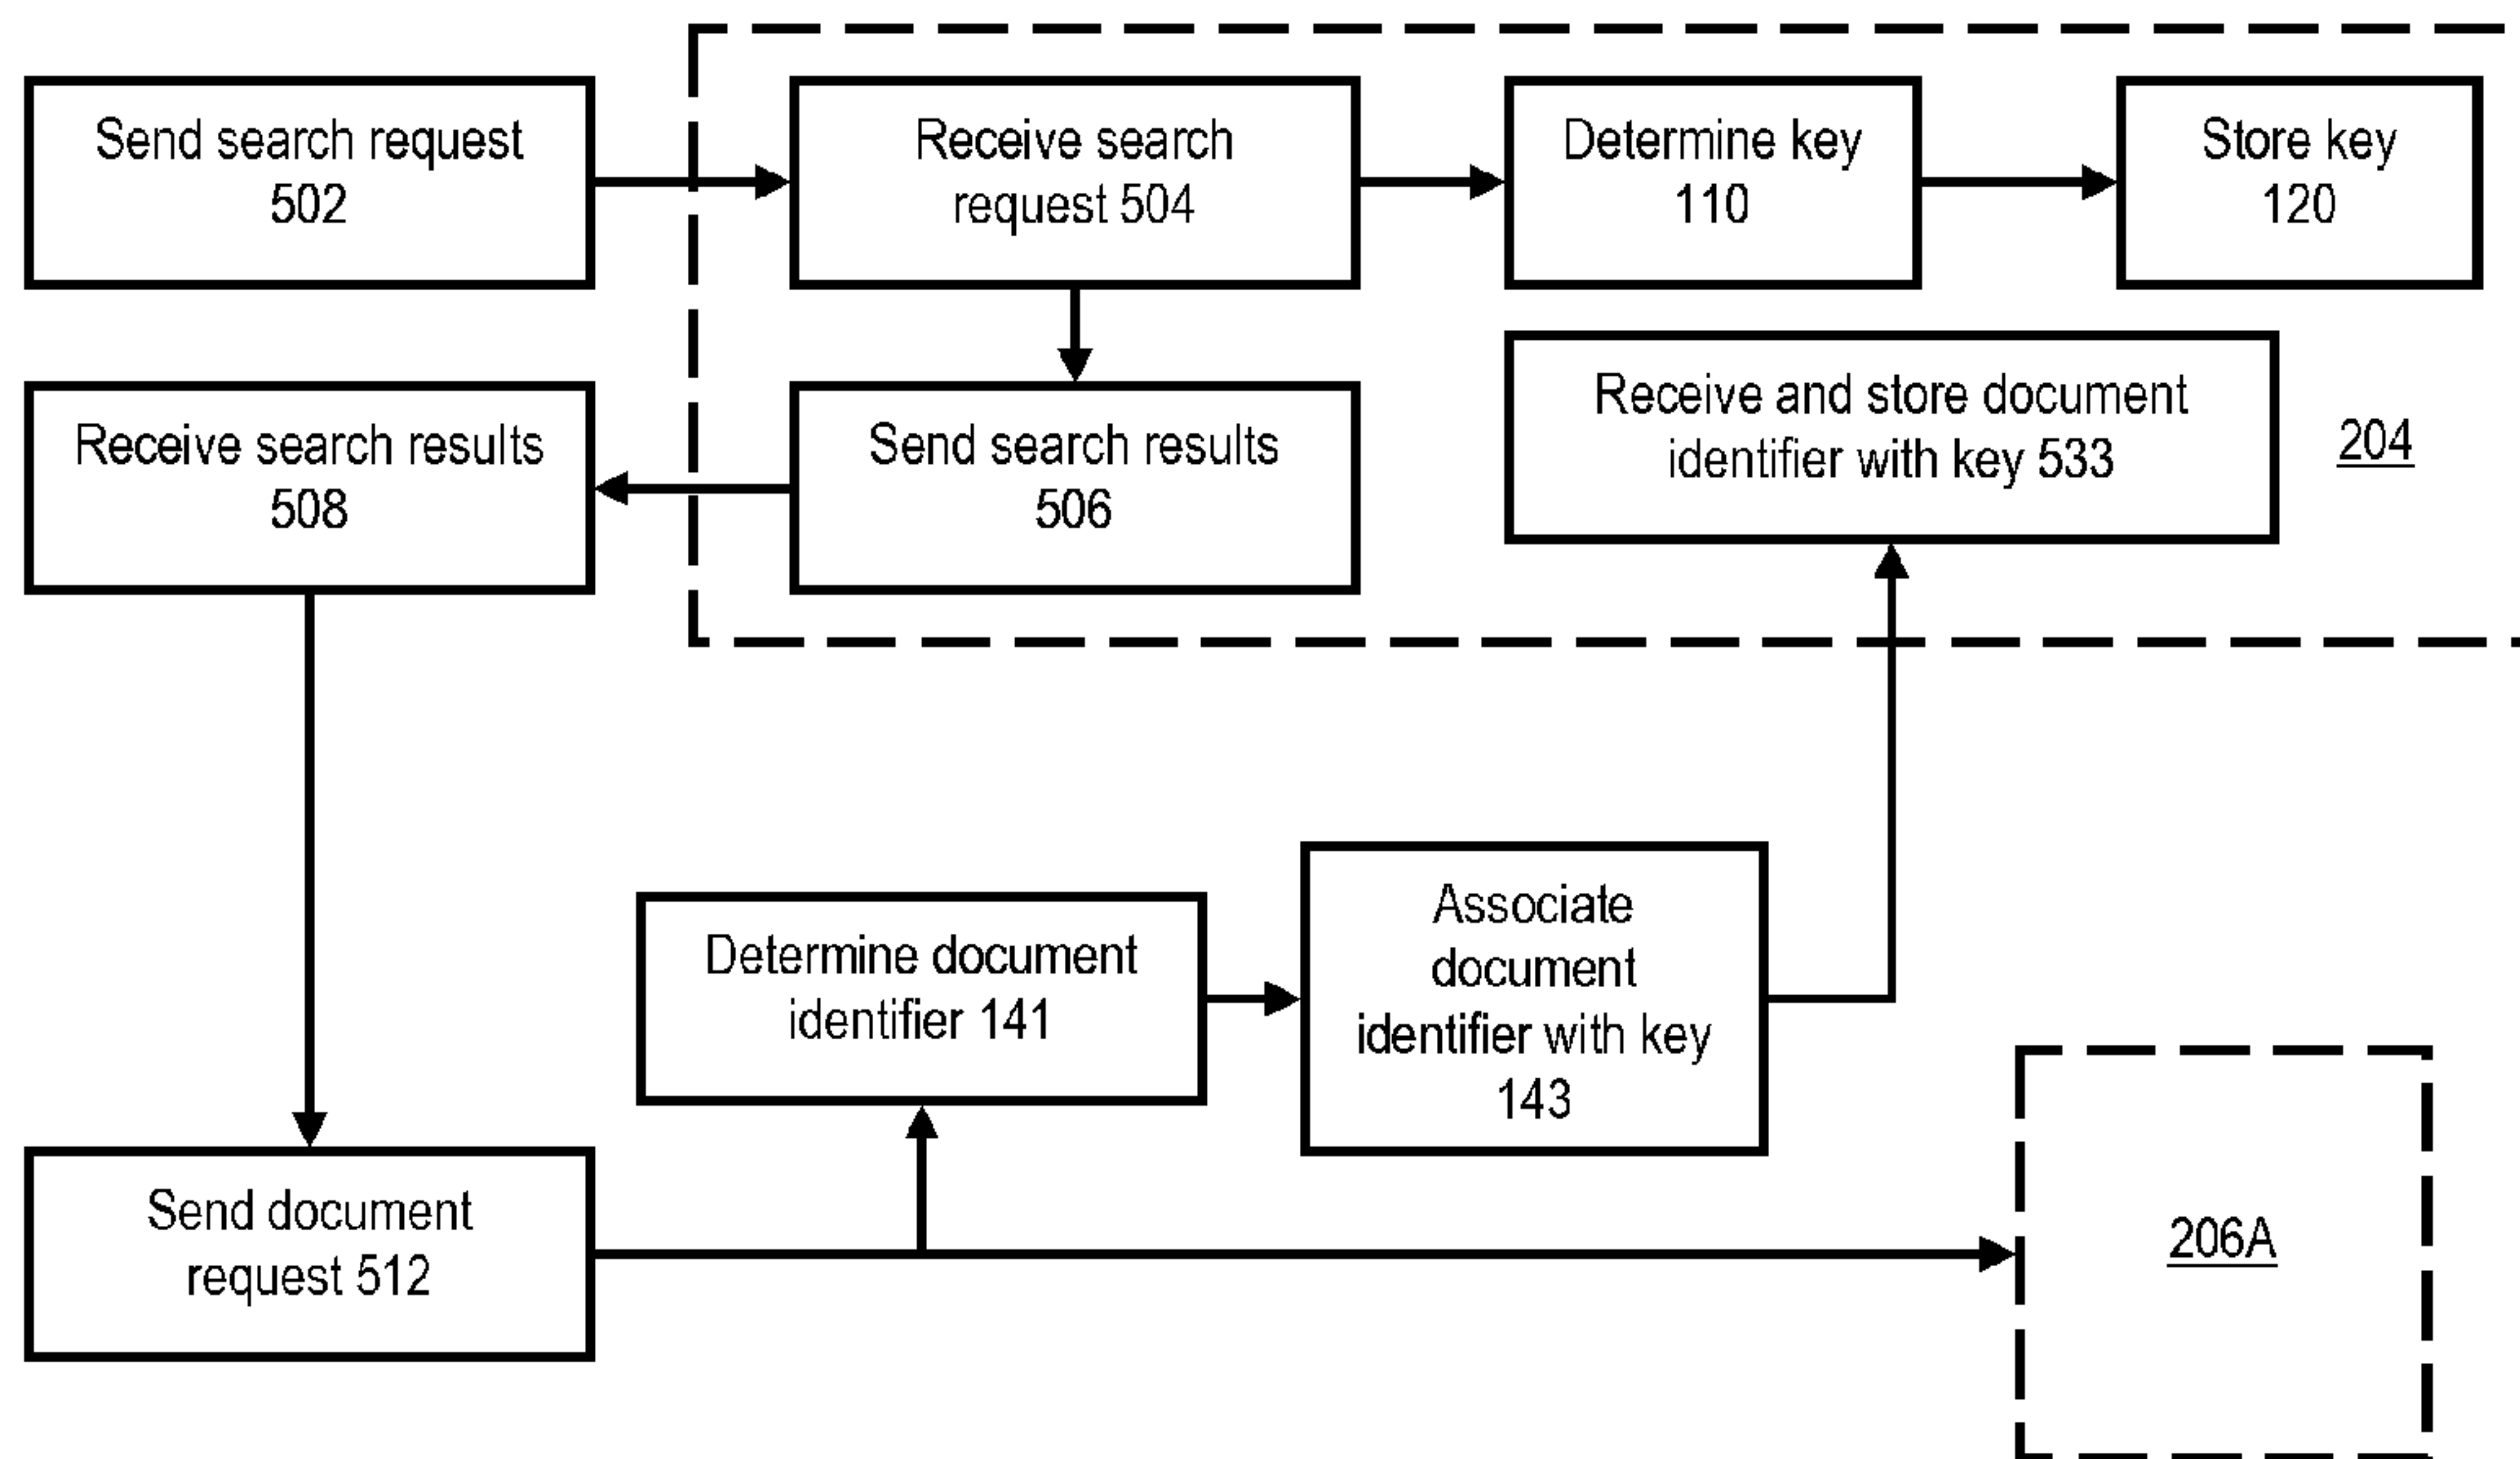 Send search request
502
Receive search
request 504
Determine key
110
Store key
120
Receive search results
508
Send search results
506
Receive and store document
identifier with key 533
204
Determine document
identifier 141
Associate
document
identifier with key
143
Send document
request 512
206A